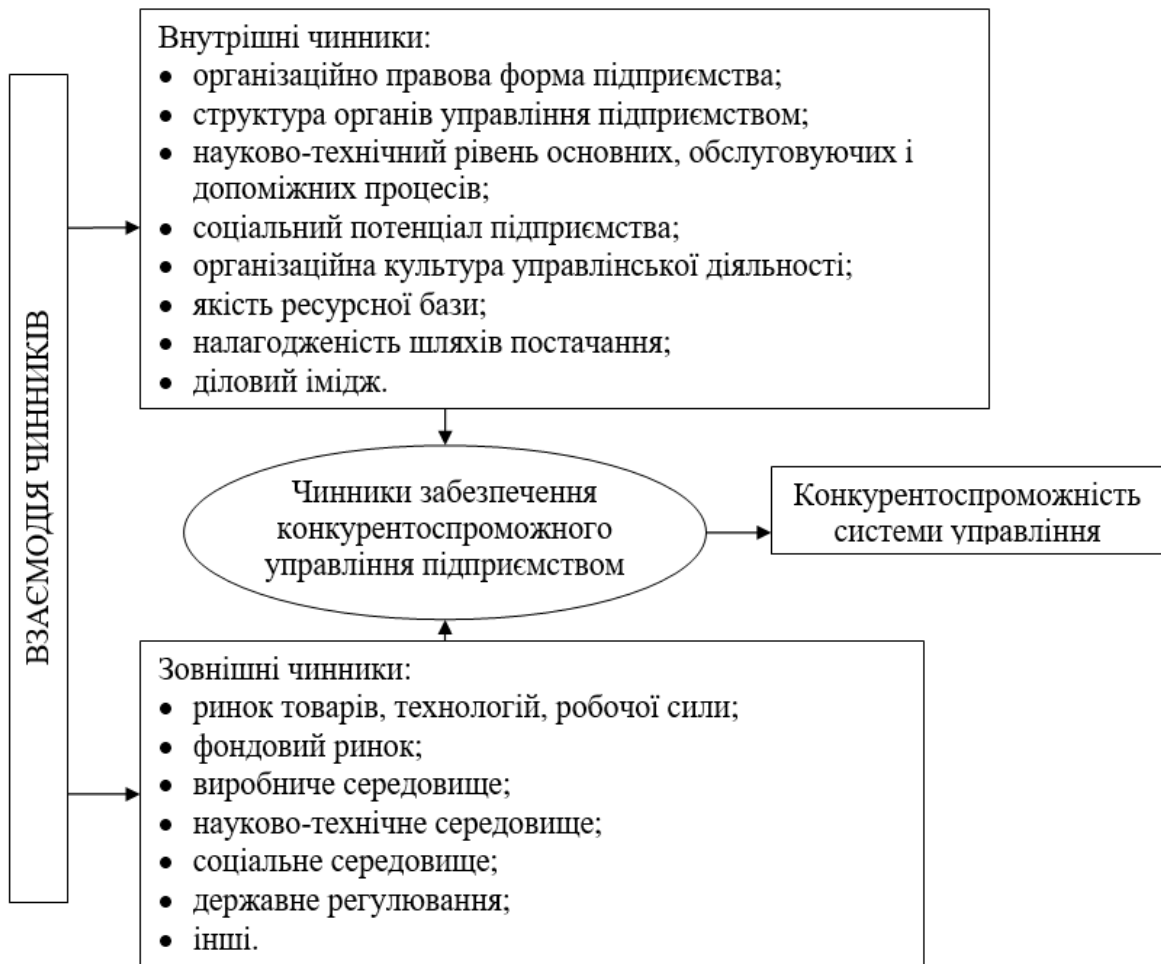 ВЗАЄМОДІЯ ЧИННИКІВ
Внутрішні чинники:
• організаційно правова форма підприємства;
• структура органів управління підприємством;
• науково-технічний рівень основних, обслуговуючих і
допоміжних процесів;
• соціальний потенціал підприємства;
• організаційна культура управлінської діяльності;
• якість ресурсної бази;
• налагодженість шляхів постачання;
• діловий імідж.
Чинники забезпечення
конкурентоспроможного
управління підприємством
Конкурентоспроможність
системи управління
Зовнішні чинники:
• ринок товарів, технологій, робочої сили;
• фондовий ринок;
• виробниче середовище;
• науково-технічне середовище;
• соціальне середовище;
• державне регулювання;
• інші.